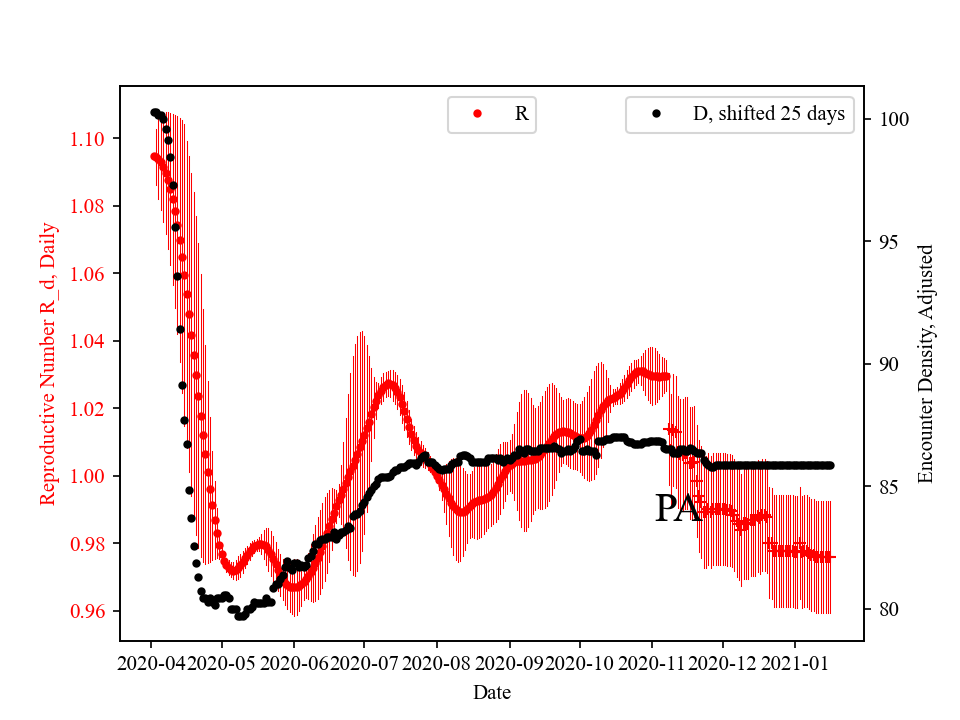 R
D, shifted 25 days
1.10
1.08
1.06
1.04
1.02
1.00
0.98
0.96
Reproductive Number R_d, Daily
100
95
90
85
80
Encounter Density, Adjusted
PA
2020-04 2020-05 2020-06 2020-07 2020-08 2020-09 2020-10 2020-11 2020-12 2021-01
Date